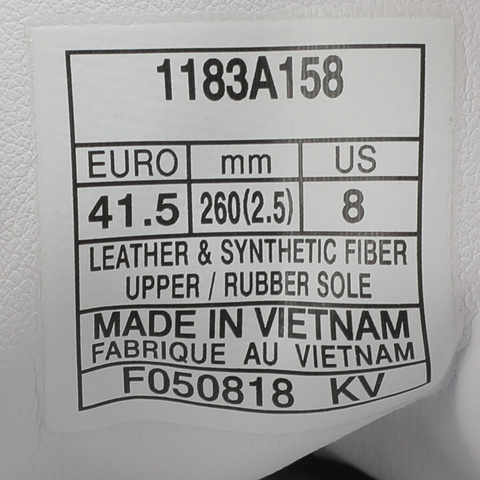 1183A158
EURO mm US
41.5 260(2.5) 8
LEATHER & SYNTHETIC FIBER
UPPER / RUBBER SOLE
MADE IN VIETNAM
FABRIQUE AU VIETNAM
F050818 KV